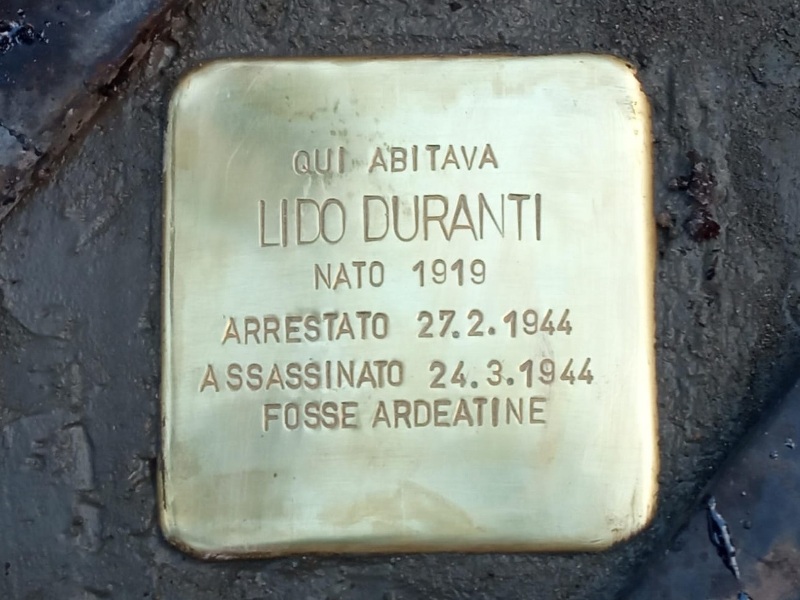 QUI ABITAVA
LIDO DURANTI
NATO 1919
ARRESTATO 27.2.1944
ASSASSINATO 24.3.1944
FOSSE ARDEATINE